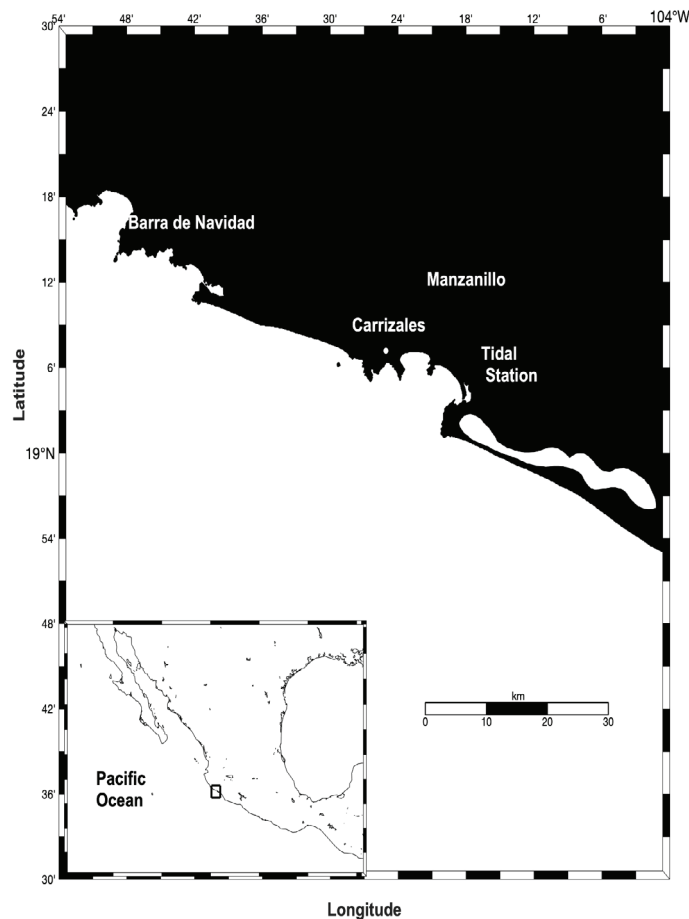 54' 48' 42' 36' 30' 24' 18' 12' 6' 104°W
30'
24'
18'
Barra de Navidad
12'
Manzanillo
Carrizales
Tidal
Station
6'
Latitude
19°N
54'
48'
42'
km
0 10 20 30
36'
Pacific
Ocean
30'
Longitude